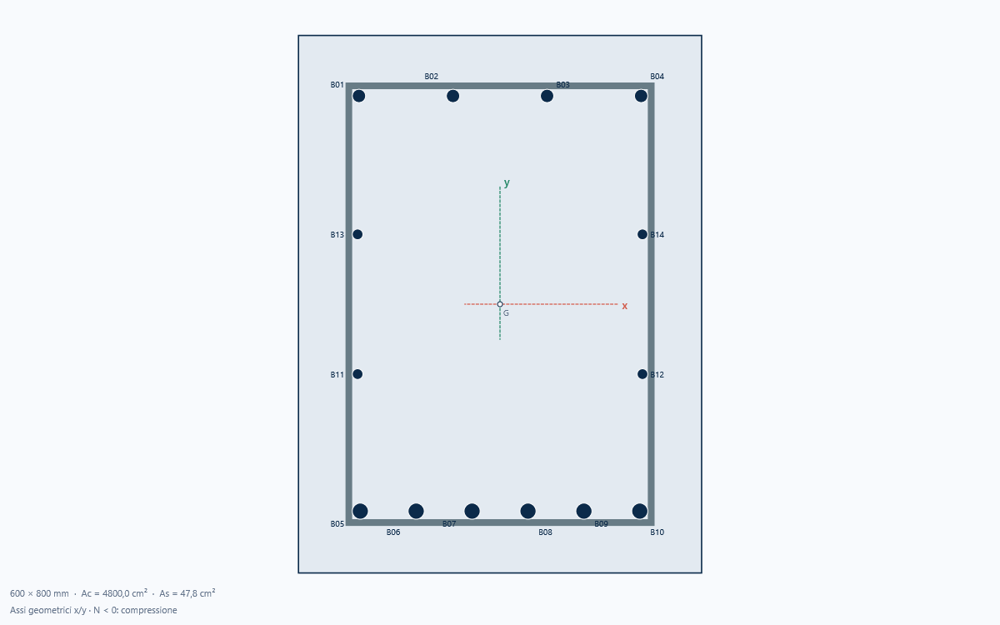 B02
B04
B01
B03
y
B13
B14
x
G
B11
B12
B05
B07
B09
B06
B08
B10
600 × 800 mm · Ac = 4800,0 cm² · As = 47,8 cm²
Assi geometrici x/y · N < 0: compressione